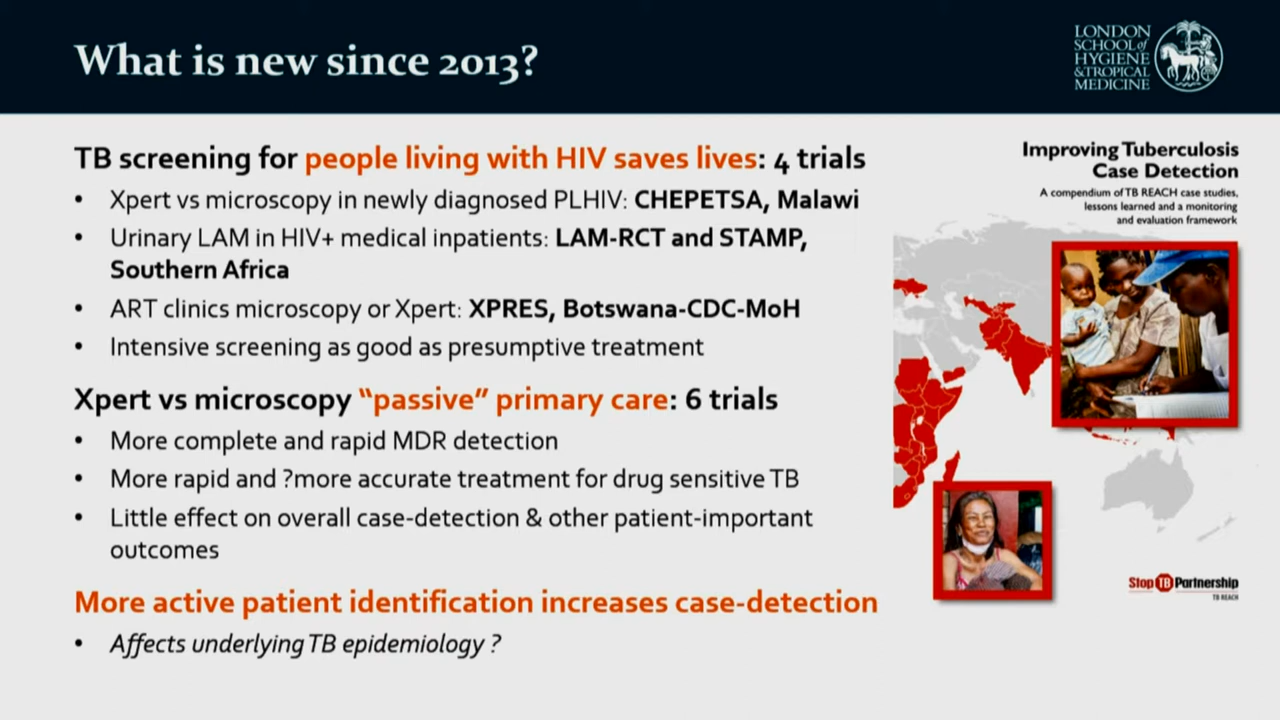 What is new since 2013?
LONDON
SCHOOL of
HYGIENE
&TROPICAL
MEDICINE
TB screening for people living with HIV saves lives: 4 trials
• Xpert vs microscopy in newly diagnosed PLHIV: CHEPETSA, Malawi
• Urinary LAM in HIV+ medical inpatients: LAM-RCT and STAMP,
Southern Africa
• ART clinics microscopy or Xpert: XPRES, Botswana-CDC-MoH
• Intensive screening as good as presumptive treatment
Xpert vs microscopy “passive” primary care: 6 trials
• More complete and rapid MDR detection
• More rapid and ?more accurate treatment for drug sensitive TB
• Little effect on overall case-detection & other patient-important
outcomes
More active patient identification increases case-detection
• Affects underlying TB epidemiology ?
Improving Tuberculosis
Case Detection
A compendium of TB REACH case studies,
lessons learned and a monitoring
and evaluation framework
Stop TB Partnership
TB REACH